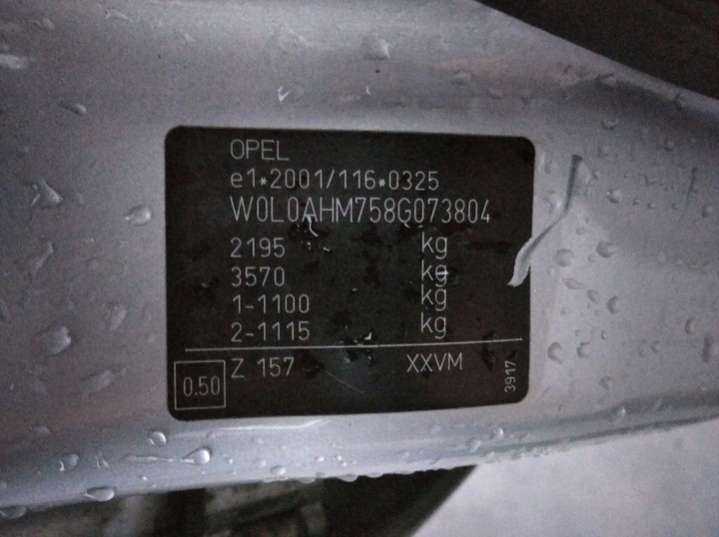 OPEL
e1*2001/116*0325
W0L0AHM758G073804
2195 kg
3570 kg
1-1100 kg
2-1115 kg
0.50 Z 157 XXVM
3917